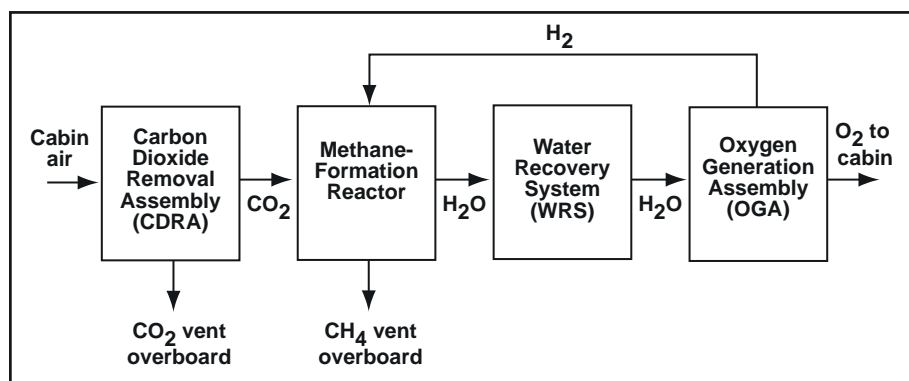 H2
Cabin
air
Carbon
Dioxide
Removal
Assembly
(CDRA)
CO2
Methane-
Formation
Reactor
H2O
Water
Recovery
System
(WRS)
H2O
Oxygen
Generation
Assembly
(OGA)
O2 to
cabin
CO2 vent
overboard
CH4 vent
overboard